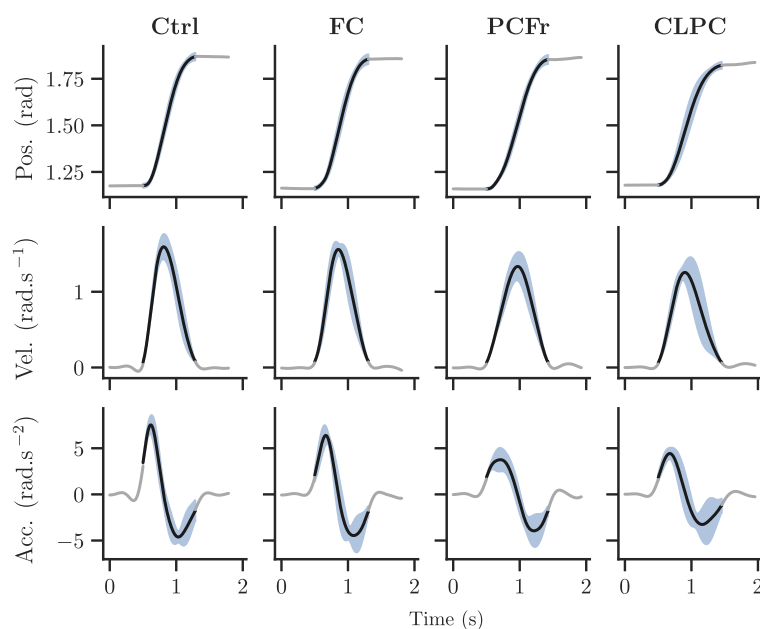 Ctrl FC PCFr CLPC
Pos. (rad)
1.75
1.50
1.25
Vel. (rad.s⁻¹)
1
0
Acc. (rad.s⁻²)
5
0
−5
0 1 2 0 1 2 0 1 2 0 1 2
Time (s)